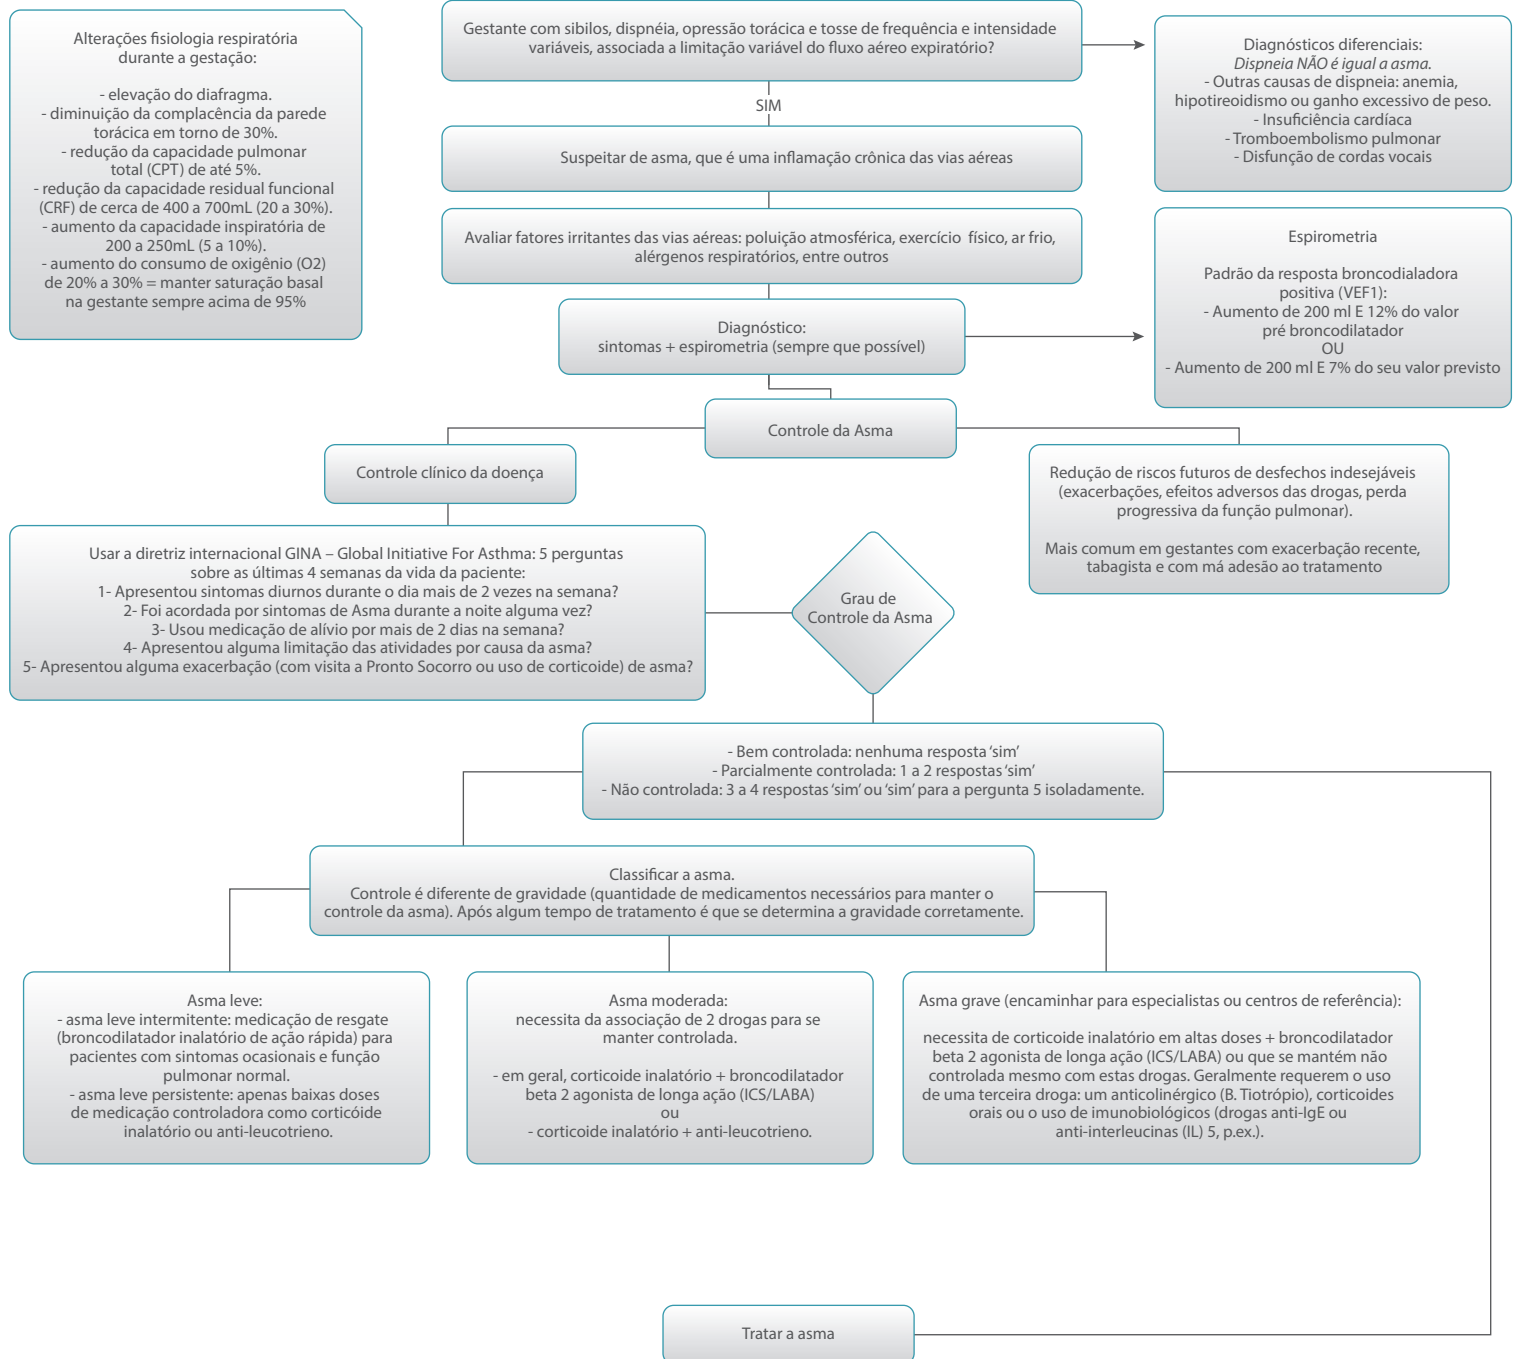 Alterações fisiologia respiratória
durante a gestação:
- elevação do diafragma.
- diminuição da complacência da parede
torácica em torno de 30%.
- redução da capacidade pulmonar
total (CPT) de até 5%.
- redução da capacidade residual funcional
(CRF) de cerca de 400 a 700mL (20 a 30%).
- aumento da capacidade inspiratória de
200 a 250mL (5 a 10%).
- aumento do consumo de oxigênio (O2)
de 20% a 30% = manter saturação basal
na gestante sempre acima de 95%
Gestante com sibilos, dispnéia, opressão torácica e tosse de frequência e intensidade
variáveis, associada a limitação variável do fluxo aéreo expiratório?
Diagnósticos diferenciais:
Dispneia NÃO é igual a asma.
- Outras causas de dispneia: anemia,
hipotireoidismo ou ganho excessivo de peso.
- Insuficiência cardíaca
- Tromboembolismo pulmonar
- Disfunção de cordas vocais
SIM
Suspeitar de asma, que é uma inflamação crônica das vias aéreas
Avaliar fatores irritantes das vias aéreas: poluição atmosférica, exercício físico, ar frio,
alérgenos respiratórios, entre outros
Diagnóstico:
sintomas + espirometria (sempre que possível)
Espirometria
Padrão da resposta broncodialadora
positiva (VEF1):
- Aumento de 200 ml E 12% do valor
pré broncodilatador
OU
- Aumento de 200 ml E 7% do seu valor previsto
Controle da Asma
Controle clínico da doença
Redução de riscos futuros de desfechos indesejáveis
(exacerbações, efeitos adversos das drogas, perda
progressiva da função pulmonar).
Mais comum em gestantes com exacerbação recente,
tabagista e com má adesão ao tratamento
Usar a diretriz internacional GINA – Global Initiative For Asthma: 5 perguntas
sobre as últimas 4 semanas da vida da paciente:
1- Apresentou sintomas diurnos durante o dia mais de 2 vezes na semana?
2- Foi acordada por sintomas de Asma durante a noite alguma vez?
3- Usou medicação de alívio por mais de 2 dias na semana?
4- Apresentou alguma limitação das atividades por causa da asma?
5- Apresentou alguma exacerbação (com visita a Pronto Socorro ou uso de corticoide) de asma?
Grau de
Controle da Asma
- Bem controlada: nenhuma resposta ‘sim’
- Parcialmente controlada: 1 a 2 respostas ‘sim’
- Não controlada: 3 a 4 respostas ‘sim’ ou ‘sim’ para a pergunta 5 isoladamente.
Classificar a asma.
Controle é diferente de gravidade (quantidade de medicamentos necessários para manter o
controle da asma). Após algum tempo de tratamento é que se determina a gravidade corretamente.
Asma leve:
- asma leve intermitente: medicação de resgate
(broncodilatador inalatório de ação rápida) para
pacientes com sintomas ocasionais e função
pulmonar normal.
- asma leve persistente: apenas baixas doses
de medicação controladora como corticóide
inalatório ou anti-leucotrieno.
Asma moderada:
necessita da associação de 2 drogas para se
manter controlada.
- em geral, corticoide inalatório + broncodilatador
beta 2 agonista de longa ação (ICS/LABA)
ou
- corticoide inalatório + anti-leucotrieno.
Asma grave (encaminhar para especialistas ou centros de referência):
necessita de corticoide inalatório em altas doses + broncodilatador
beta 2 agonista de longa ação (ICS/LABA) ou que se mantém não
controlada mesmo com estas drogas. Geralmente requerem o uso
de uma terceira droga: um anticolinérgico (B. Tiotrópio), corticoides
orais ou o uso de imunobiológicos (drogas anti-IgE ou
anti-interleucinas (IL) 5, p.ex.).
Tratar a asma